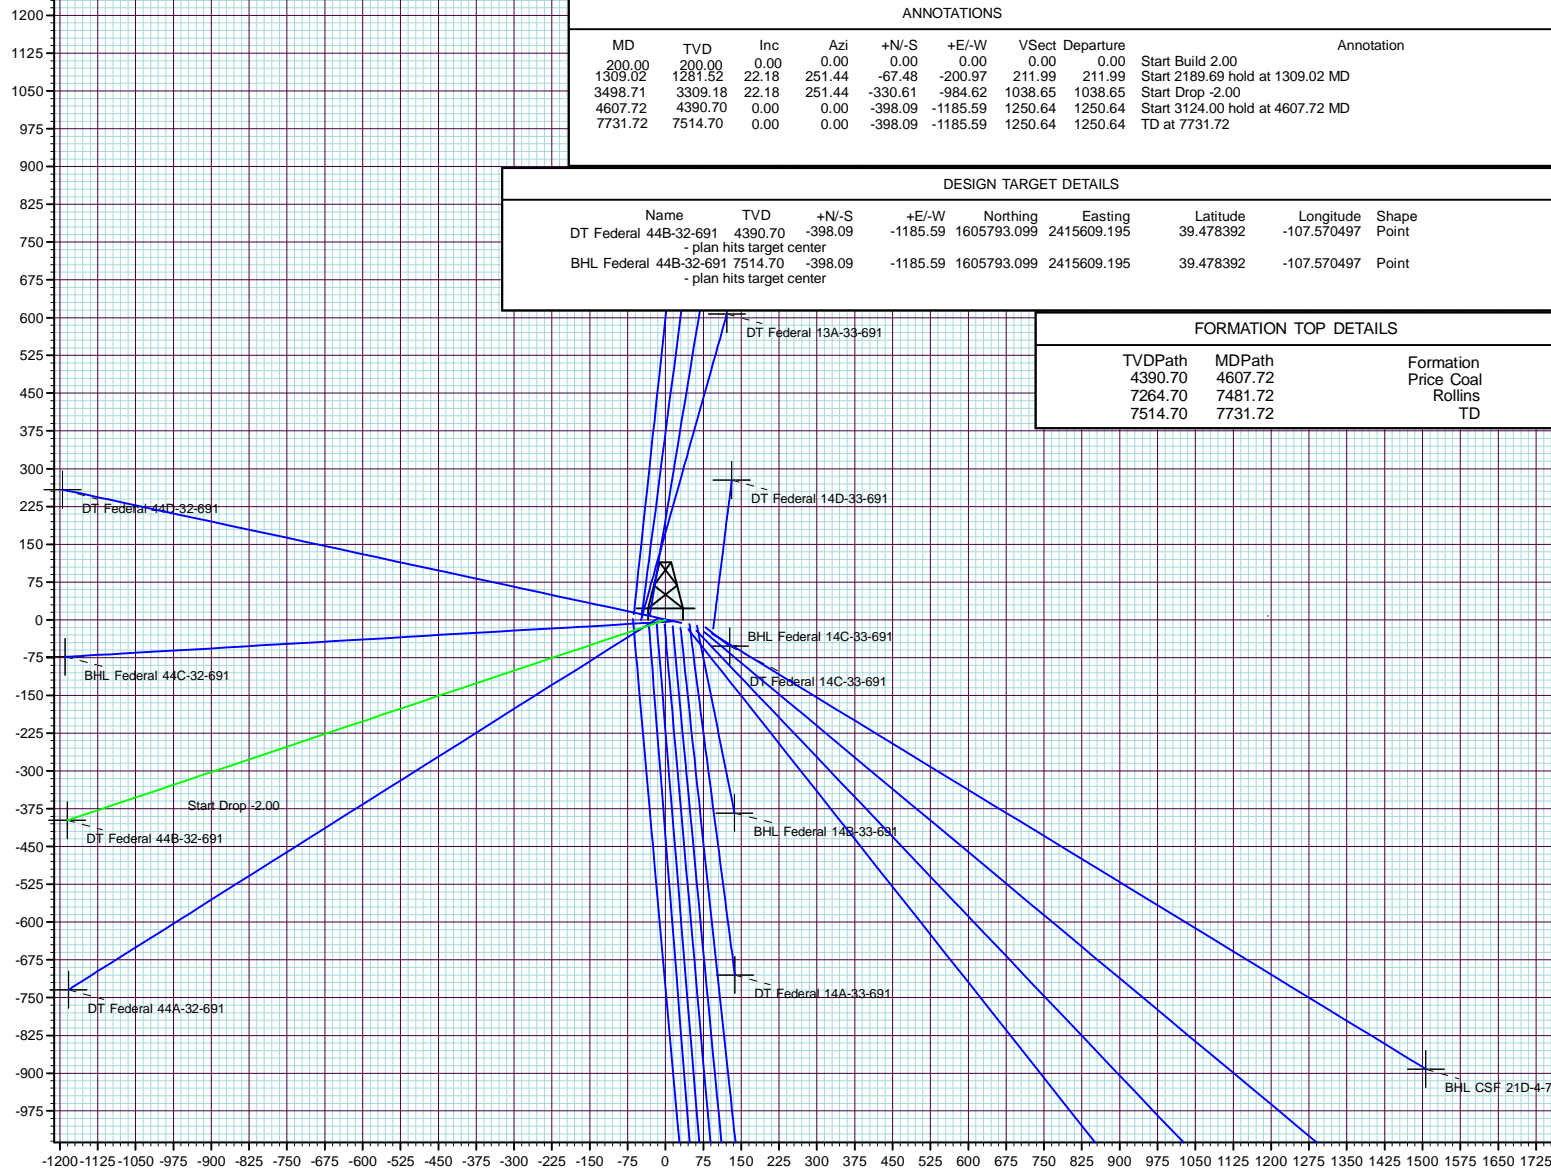 ANNOTATIONS
MD TVD Inc Azi +N/-S +E/-W VSect Departure Annotation
200.00 200.00 0.00 0.00 0.00 0.00 0.00 0.00 Start Build 2.00
1309.02 1281.52 22.18 251.44 -67.48 -200.97 211.99 211.99 Start 2189.69 hold at 1309.02 MD
3498.71 3309.18 22.18 251.44 -330.61 -984.62 1038.65 1038.65 Start Drop -2.00
4607.72 4390.70 0.00 0.00 -398.09 -1185.59 1250.64 1250.64 Start 3124.00 hold at 4607.72 MD
7731.72 7514.70 0.00 0.00 -398.09 -1185.59 1250.64 1250.64 TD at 7731.72
DESIGN TARGET DETAILS
Name TVD +N/-S +E/-W Northing Easting Latitude Longitude Shape
DT Federal 44B-32-691 4390.70 -398.09 -1185.59 1605793.099 2415609.195 39.478392 -107.570497 Point
- plan hits target center
BHL Federal 44B-32-691 7514.70 -398.09 -1185.59 1605793.099 2415609.195 39.478392 -107.570497 Point
- plan hits target center
FORMATION TOP DETAILS
TVDPath MDPath Formation
4390.70 4607.72 Price Coal
7264.70 7481.72 Rollins
7514.70 7731.72 TD
1200
1125
1050
975
900
825
750
675
600
525
450
375
300
225
150
75
0
-75
-150
-225
-300
-375
-450
-525
-600
-675
-750
-825
-900
-975
DT Federal 13A-33-691
DT Federal 14D-33-691
DT Federal 44D-32-691
BHL Federal 14C-33-691
BHL Federal 44C-32-691
DT Federal 14C-33-691
Start Drop -2.00
DT Federal 44B-32-691
BHL Federal 14B-33-691
DT Federal 14A-33-691
DT Federal 44A-32-691
BHL CSF 21D-4-7
-1200 -1125 -1050 -975 -900 -825 -750 -675 -600 -525 -450 -375 -300 -225 -150 -75 0 75 150 225 300 375 450 525 600 675 750 825 900 975 1050 1125 1200 1275 1350 1425 1500 1575 1650 1725